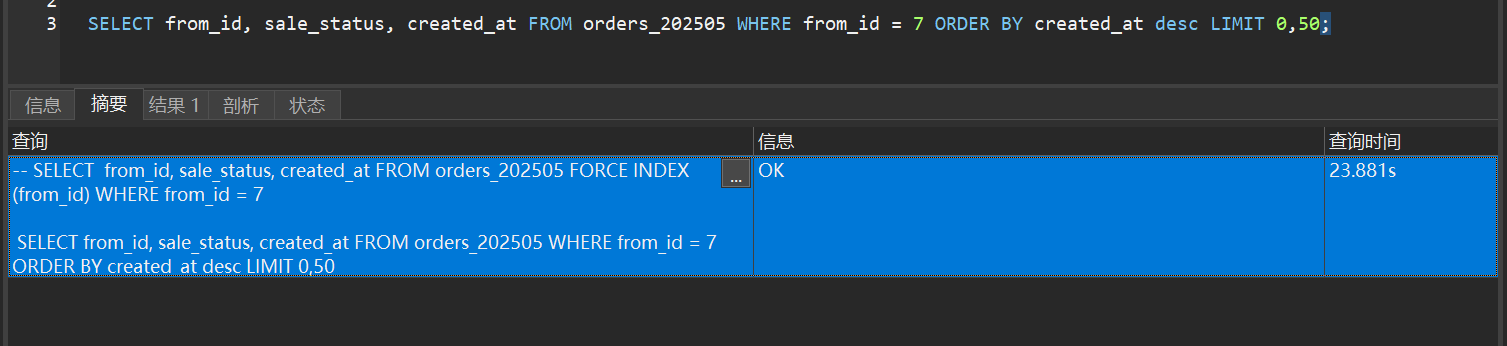 2
3 SELECT from_id, sale_status, created_at FROM orders_202505 WHERE from_id = 7 ORDER BY created_at desc LIMIT 0,50;
信息 摘要 结果 1 剖析 状态
查询 信息 查询时间
-- SELECT  from_id, sale_status, created_at FROM orders_202505 FORCE INDEX ... OK 23.881s
(from_id) WHERE from_id = 7
SELECT from_id, sale_status, created_at FROM orders_202505 WHERE from_id = 7
ORDER BY created_at desc LIMIT 0,50